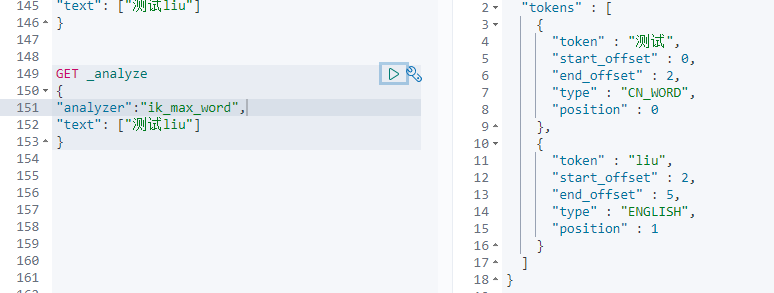 145 "text": ["测试liu"]
146 }
147
148
149 GET _analyze
150 {
151 "analyzer":"ik_max_word",
152 "text": ["测试liu"]
153 }
154
155
156
157
158
159
160
161
2 "tokens" : [
3 {
4 "token" : "测试",
5 "start_offset" : 0,
6 "end_offset" : 2,
7 "type" : "CN_WORD",
8 "position" : 0
9 },
10 {
11 "token" : "liu",
12 "start_offset" : 2,
13 "end_offset" : 5,
14 "type" : "ENGLISH",
15 "position" : 1
16 }
17 ]
18 }